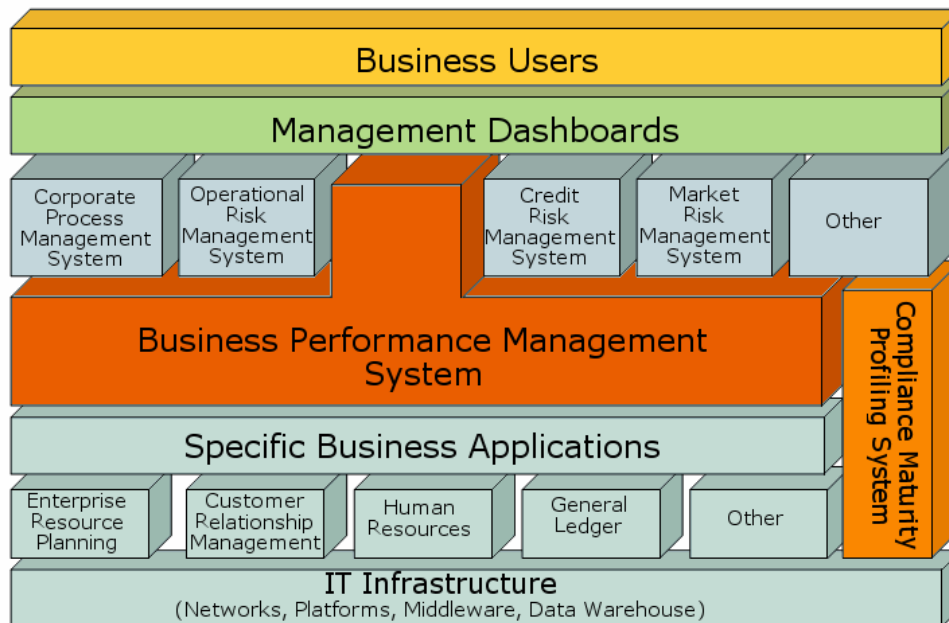 Business Users
Management Dashboards
Corporate
Process
Management
System
Operational
Risk
Management
System
Credit
Risk
Management
System
Market
Risk
Management
System
Other
Business Performance Management
System
Compliance Maturity
Profiling System
Specific Business Applications
Enterprise
Resource
Planning
Customer
Relationship
Management
Human
Resources
General
Ledger
Other
IT Infrastructure
(Networks, Platforms, Middleware, Data Warehouse)